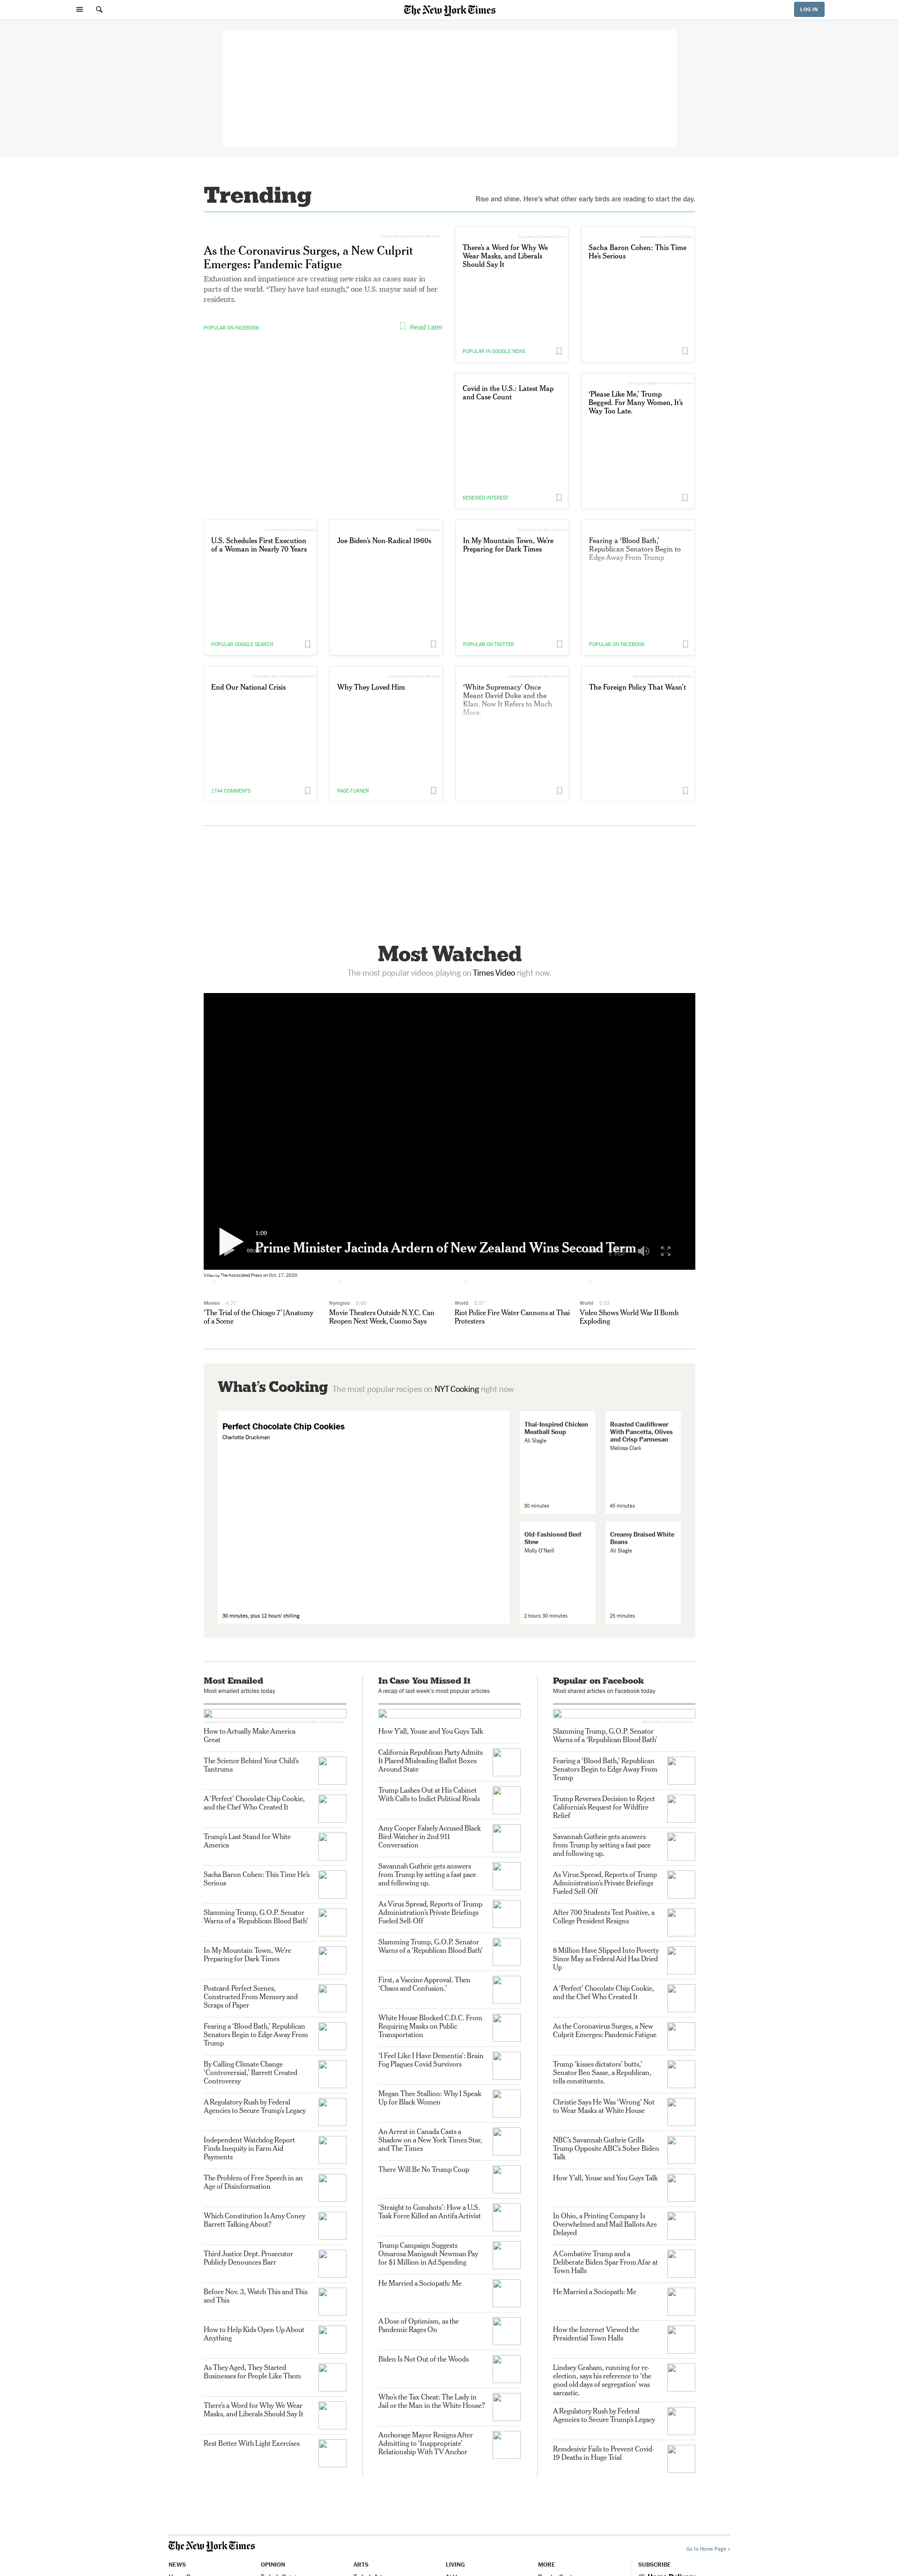 The New York Times
LOG IN
Trending
Rise and shine. Here's what other early birds are reading to start the day.
As the Coronavirus Surges, a New Culprit
Emerges: Pandemic Fatigue
Exhaustion and impatience are creating new risks as cases soar in
parts of the world. “They have had enough,” one U.S. mayor said of her
residents.
POPULAR ON FACEBOOK
Read Later
There's a Word for Why We
Wear Masks, and Liberals
Should Say It
POPULAR IN GOOGLE NEWS
Sacha Baron Cohen: This Time
He's Serious
Covid in the U.S.: Latest Map
and Case Count
RENEWED INTEREST
‘Please Like Me,’ Trump
Begged. For Many Women, It's
Way Too Late.
U.S. Schedules First Execution
of a Woman in Nearly 70 Years
POPULAR GOOGLE SEARCH
Joe Biden's Non-Radical 1960s
In My Mountain Town, We're
Preparing for Dark Times
POPULAR ON TWITTER
Fearing a ‘Blood Bath,’
Republican Senators Begin to
Edge Away From Trump
POPULAR ON FACEBOOK
End Our National Crisis
1744 COMMENTS
Why They Loved Him
PAGE-TURNER
‘White Supremacy’ Once
Meant David Duke and the
Klan. Now It Refers to Much
More.
The Foreign Policy That Wasn't
Most Watched
The most popular videos playing on Times Video right now.
1:09
Prime Minister Jacinda Ardern of New Zealand Wins Second Term
Video by The Associated Press on Oct. 17, 2020.
Movies 4:37
‘The Trial of the Chicago 7’ | Anatomy
of a Scene
Nyregion 0:60
Movie Theaters Outside N.Y.C. Can
Reopen Next Week, Cuomo Says
World 0:57
Riot Police Fire Water Cannons at Thai
Protesters
World 0:33
Video Shows World War II Bomb
Exploding
What's Cooking The most popular recipes on NYT Cooking right now
Perfect Chocolate Chip Cookies
Charlotte Druckman
30 minutes, plus 12 hours' chilling
Thai-Inspired Chicken
Meatball Soup
Ali Slagle
30 minutes
Roasted Cauliflower
With Pancetta, Olives
and Crisp Parmesan
Melissa Clark
45 minutes
Old-Fashioned Beef
Stew
Molly O'Neill
2 hours 30 minutes
Creamy Braised White
Beans
Ali Slagle
25 minutes
Most Emailed
Most emailed articles today
How to Actually Make America
Great
The Science Behind Your Child's
Tantrums
A ‘Perfect’ Chocolate Chip Cookie,
and the Chef Who Created It
Trump's Last Stand for White
America
Sacha Baron Cohen: This Time He's
Serious
Slamming Trump, G.O.P. Senator
Warns of a ‘Republican Blood Bath’
In My Mountain Town, We're
Preparing for Dark Times
Postcard-Perfect Scenes,
Constructed From Memory and
Scraps of Paper
Fearing a ‘Blood Bath,’ Republican
Senators Begin to Edge Away From
Trump
By Calling Climate Change
‘Controversial,’ Barrett Created
Controversy
A Regulatory Rush by Federal
Agencies to Secure Trump's Legacy
Independent Watchdog Report
Finds Inequity in Farm Aid
Payments
The Problem of Free Speech in an
Age of Disinformation
Which Constitution Is Amy Coney
Barrett Talking About?
Third Justice Dept. Prosecutor
Publicly Denounces Barr
Before Nov. 3, Watch This and This
and This
How to Help Kids Open Up About
Anything
As They Aged, They Started
Businesses for People Like Them
There's a Word for Why We Wear
Masks, and Liberals Should Say It
Rest Better With Light Exercises
In Case You Missed It
A recap of last week's most popular articles
How Y'all, Youse and You Guys Talk
California Republican Party Admits
It Placed Misleading Ballot Boxes
Around State
Trump Lashes Out at His Cabinet
With Calls to Indict Political Rivals
Amy Cooper Falsely Accused Black
Bird-Watcher in 2nd 911
Conversation
Savannah Guthrie gets answers
from Trump by setting a fast pace
and following up.
As Virus Spread, Reports of Trump
Administration's Private Briefings
Fueled Sell-Off
Slamming Trump, G.O.P. Senator
Warns of a ‘Republican Blood Bath’
First, a Vaccine Approval. Then
‘Chaos and Confusion.’
White House Blocked C.D.C. From
Requiring Masks on Public
Transportation
‘I Feel Like I Have Dementia’: Brain
Fog Plagues Covid Survivors
Megan Thee Stallion: Why I Speak
Up for Black Women
An Arrest in Canada Casts a
Shadow on a New York Times Star,
and The Times
There Will Be No Trump Coup
‘Straight to Gunshots’: How a U.S.
Task Force Killed an Antifa Activist
Trump Campaign Suggests
Omarosa Manigault Newman Pay
for $1 Million in Ad Spending
He Married a Sociopath: Me
A Dose of Optimism, as the
Pandemic Rages On
Biden Is Not Out of the Woods
Who's the Tax Cheat: The Lady in
Jail or the Man in the White House?
Anchorage Mayor Resigns After
Admitting to ‘Inappropriate’
Relationship With TV Anchor
Popular on Facebook
Most shared articles on Facebook today
Slamming Trump, G.O.P. Senator
Warns of a ‘Republican Blood Bath’
Fearing a ‘Blood Bath,’ Republican
Senators Begin to Edge Away From
Trump
Trump Reverses Decision to Reject
California's Request for Wildfire
Relief
Savannah Guthrie gets answers
from Trump by setting a fast pace
and following up.
As Virus Spread, Reports of Trump
Administration's Private Briefings
Fueled Sell-Off
After 700 Students Test Positive, a
College President Resigns
8 Million Have Slipped Into Poverty
Since May as Federal Aid Has Dried
Up
A ‘Perfect’ Chocolate Chip Cookie,
and the Chef Who Created It
As the Coronavirus Surges, a New
Culprit Emerges: Pandemic Fatigue
Trump ‘kisses dictators’ butts,’
Senator Ben Sasse, a Republican,
tells constituents.
Christie Says He Was ‘Wrong’ Not
to Wear Masks at White House
NBC's Savannah Guthrie Grills
Trump Opposite ABC's Sober Biden
Talk
How Y'all, Youse and You Guys Talk
In Ohio, a Printing Company Is
Overwhelmed and Mail Ballots Are
Delayed
A Combative Trump and a
Deliberate Biden Spar From Afar at
Town Halls
He Married a Sociopath: Me
How the Internet Viewed the
Presidential Town Halls
Lindsey Graham, running for re-
election, says his reference to ‘the
good old days of segregation’ was
sarcastic.
A Regulatory Rush by Federal
Agencies to Secure Trump's Legacy
Remdesivir Fails to Prevent Covid-
19 Deaths in Huge Trial
The New York Times
Go to Home Page »
NEWS
OPINION
ARTS
LIVING
MORE
SUBSCRIBE